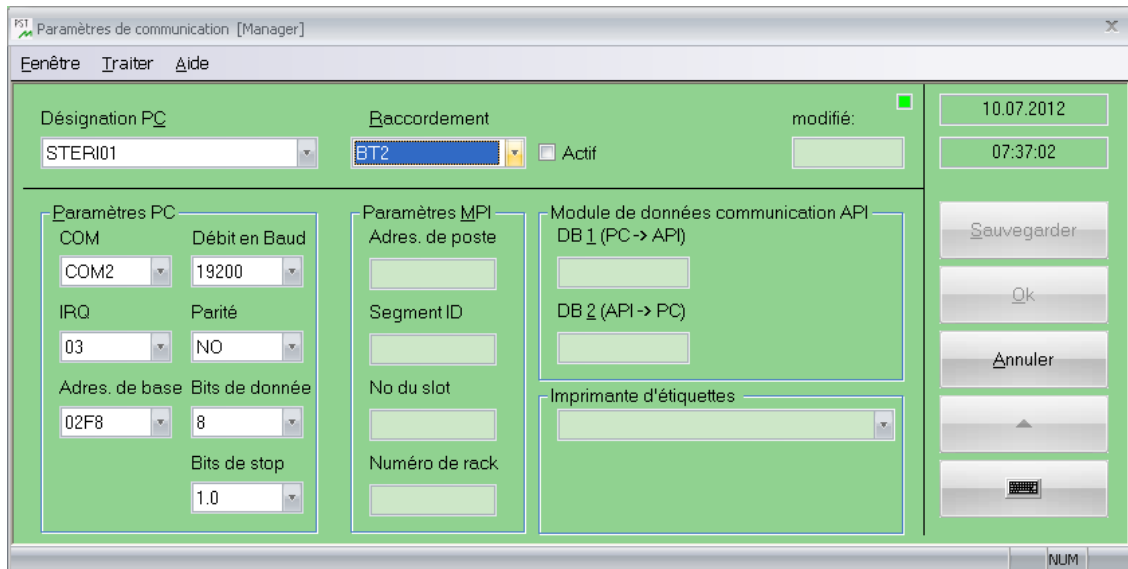 PST
Paramètres de communication [Manager]
Fenêtre Traiter Aide
Désignation PC
Raccordement
modifié:
STERI01
BT2
Actif
10.07.2012
07:37:02
Paramètres PC
COM
Débit en Baud
COM2
19200
IRQ
Parité
03
NO
Adres. de base
Bits de donnée
02F8
8
Bits de stop
1.0
Paramètres MPI
Adres. de poste
Segment ID
No du slot
Numéro de rack
Module de données communication API
DB 1 (PC -> API)
DB 2 (API -> PC)
Imprimante d'étiquettes
Sauvegarder
Ok
Annuler
NUM